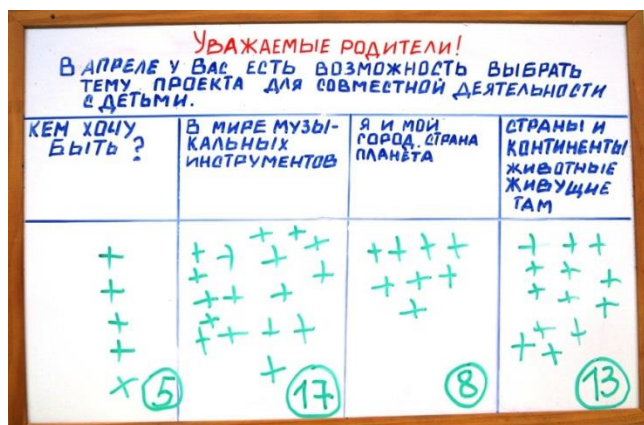 УВАЖАЕМЫЕ РОДИТЕЛИ!
В АПРЕЛЕ У ВАС ЕСТЬ ВОЗМОЖНОСТЬ ВЫБРАТЬ
ТЕМУ ПРОЕКТА ДЛЯ СОВМЕСТНОЙ ДЕЯТЕЛЬНОСТИ
С ДЕТЬМИ.
КЕМ ХОЧУ
БЫТЬ?
В МИРЕ МУЗЫ-
КАЛЬНЫХ
ИНСТРУМЕНТОВ
Я И МОЙ
ГОРОД. СТРАНА
ПЛАНЕТА
СТРАНЫ И
КОНТИНЕНТЫ
ЖИВОТНЫЕ
ЖИВУЩИЕ
ТАМ
5
17
8
13